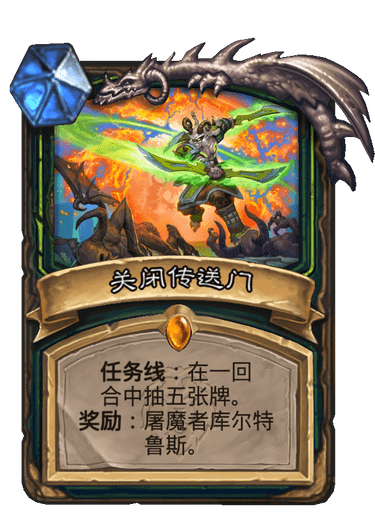 关闭传送门
任务线：在一回
合中抽五张牌。
奖励：屠魔者库尔特
鲁斯。